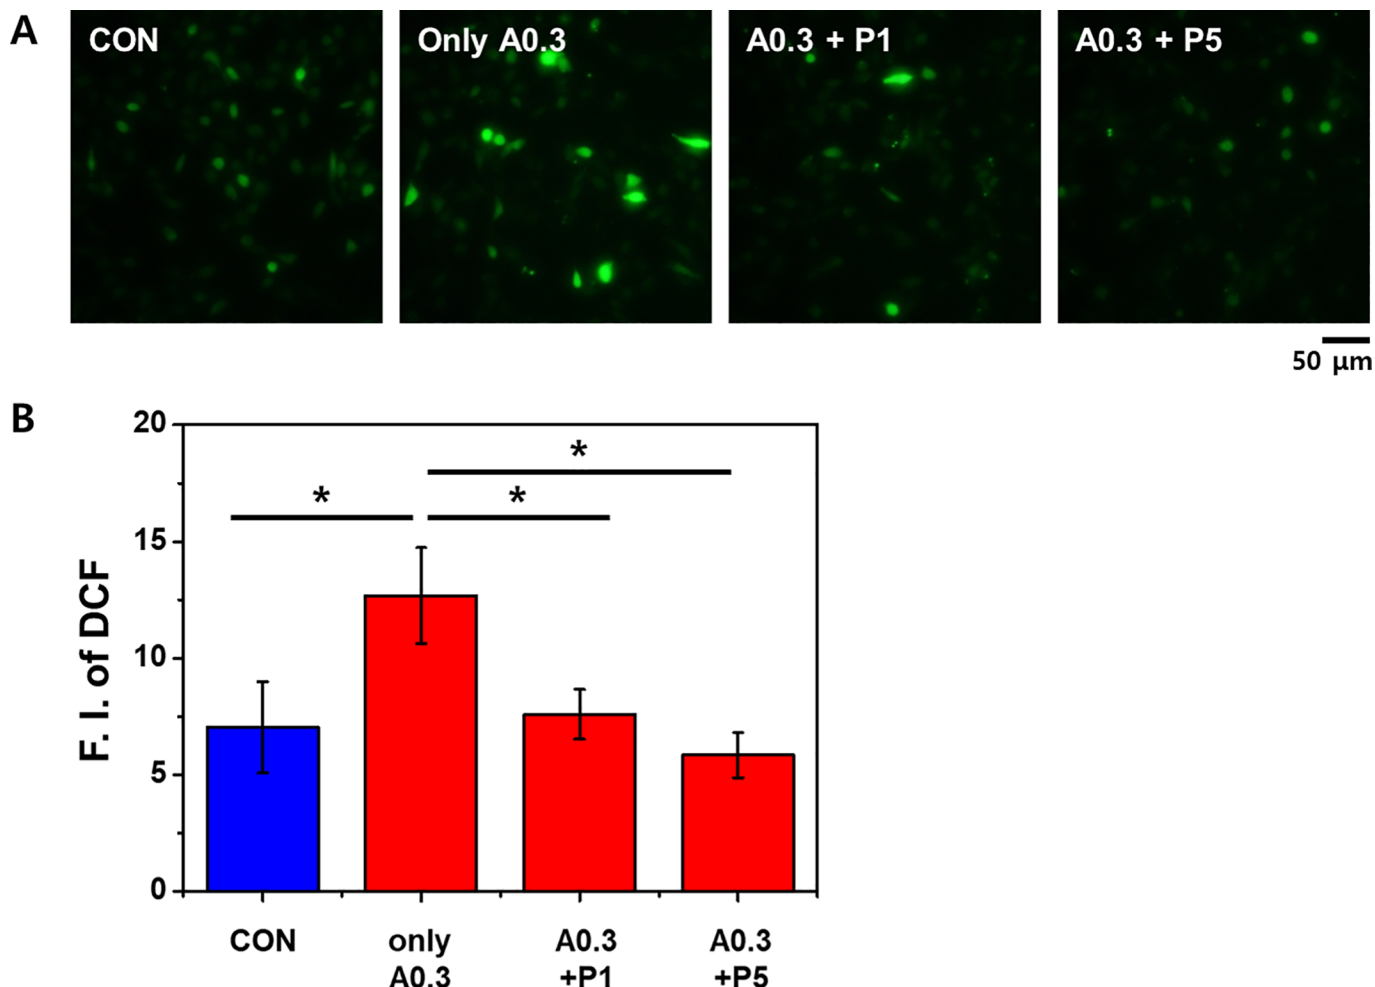 A
CON
Only A0.3
A0.3 + P1
A0.3 + P5
50 μm
B
F. I. of DCF
20
15
10
5
0
*
*
*
CON
only
A0.3
A0.3
+P1
A0.3
+P5